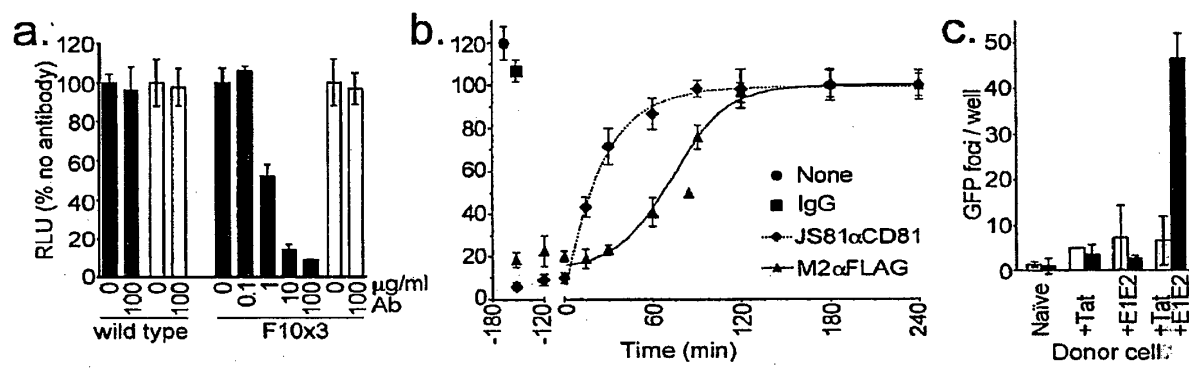 a.
RLU (% no antibody)
120
100
80
60
40
20
0
0 100 0 100 0 0.1 1 10 100 0 100 μg/ml
Ab
wild type F10x3
b.
120
100
80
60
40
20
0
None
IgG
JS81αCD81
M2αFLAG
-180 -120 0 60 120 180 240
Time (min)
c.
GFP foci / well
50
40
30
20
10
0
Naïve +Tat +E1E2 +Tat +E1E2
Donor cell